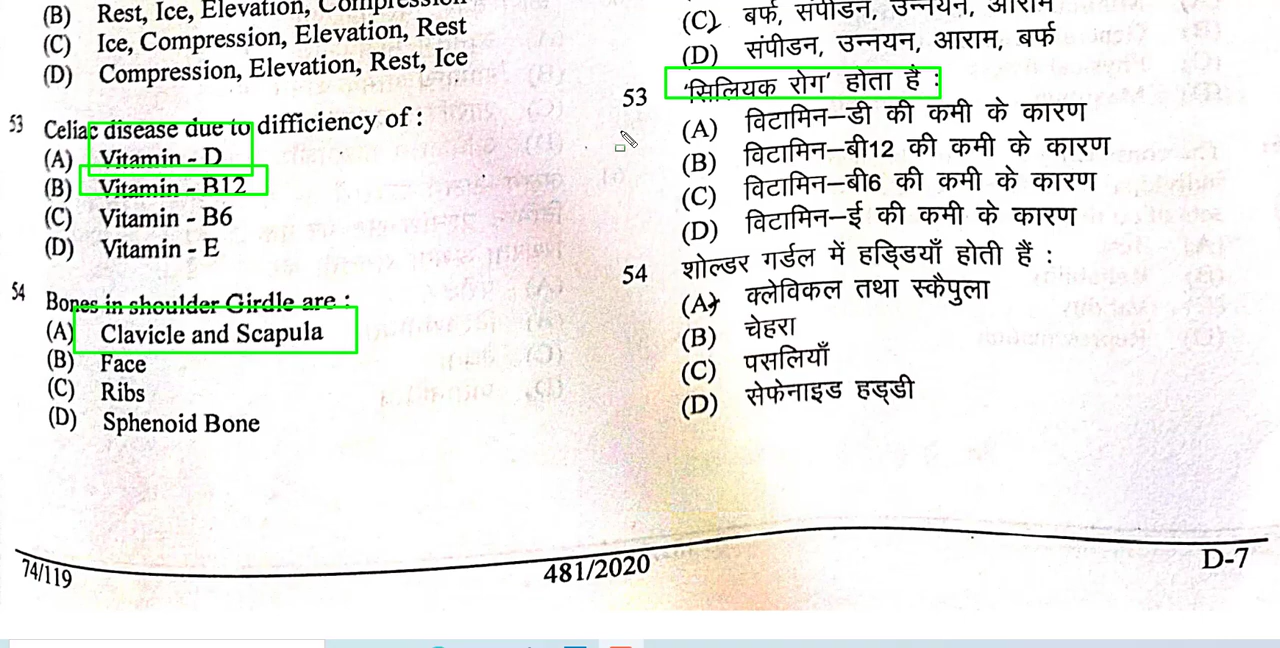 (B) Rest, Ice, Elevation, Compression
(C) Ice, Compression, Elevation, Rest
(D) Compression, Elevation, Rest, Ice
53 Celiac disease due to difficiency of :
(A) Vitamin - D
(B) Vitamin - B12
(C) Vitamin - B6
(D) Vitamin - E
54 Bones in shoulder Girdle are :
(A) Clavicle and Scapula
(B) Face
(C) Ribs
(D) Sphenoid Bone
(C) बर्फ, संपीडन, उन्नयन, आराम
(D) संपीडन, उन्नयन, आराम, बर्फ
53 'सिलियक रोग' होता है :
(A) विटामिन–डी की कमी के कारण
(B) विटामिन–बी12 की कमी के कारण
(C) विटामिन–बी6 की कमी के कारण
(D) विटामिन–ई की कमी के कारण
54 शोल्डर गर्डल में हड्डियाँ होती हैं :
(A) क्लेविकल तथा स्कैपुला
(B) चेहरा
(C) पसलियाँ
(D) सेफेनाइड हड्डी
74/119 481/2020 D-7